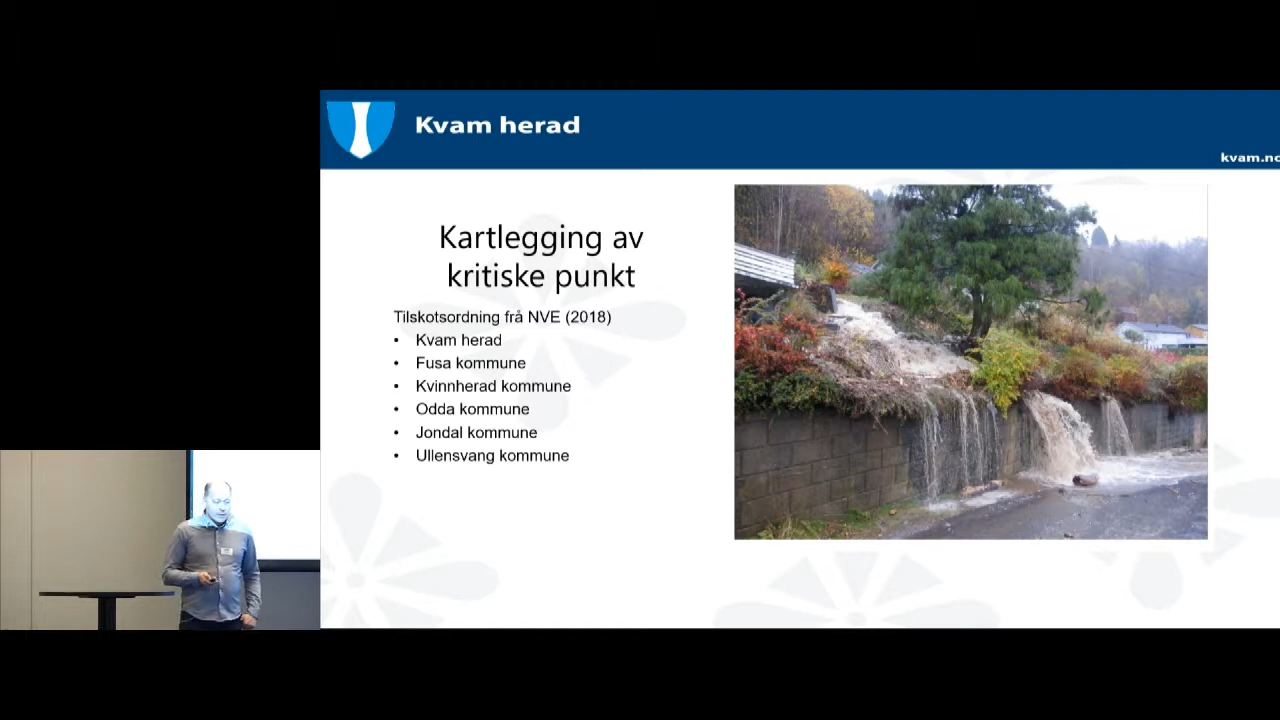 Kvam herad
kvam.no
Kartlegging av
kritiske punkt
Tilskotsordning frå NVE (2018)
• Kvam herad
• Fusa kommune
• Kvinnherad kommune
• Odda kommune
• Jondal kommune
• Ullensvang kommune